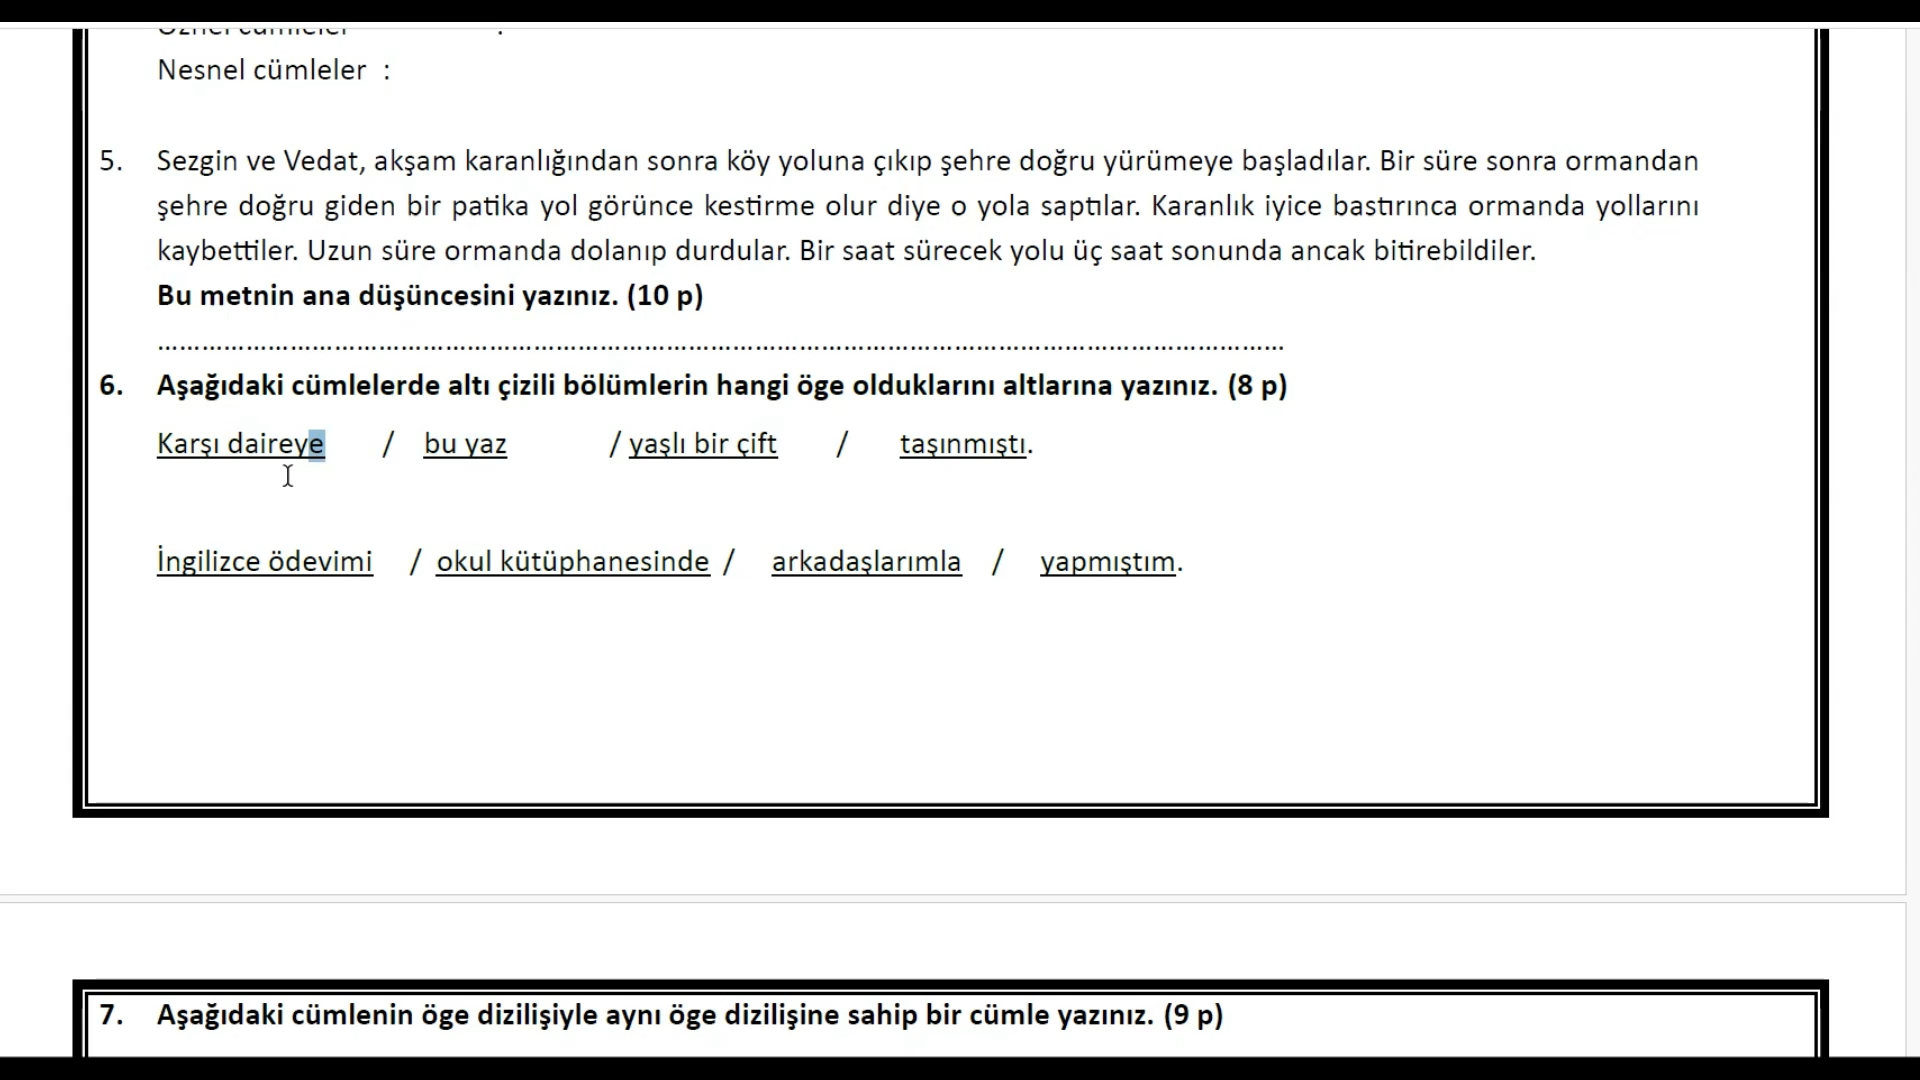 Nesnel cümleler :
5. Sezgin ve Vedat, akşam karanlığından sonra köy yoluna çıkıp şehre doğru yürümeye başladılar. Bir süre sonra ormandan
şehre doğru giden bir patika yol görünce kestirme olur diye o yola saptılar. Karanlık iyice bastırınca ormanda yollarını
kaybettiler. Uzun süre ormanda dolanıp durdular. Bir saat sürecek yolu üç saat sonunda ancak bitirebildiler.
Bu metnin ana düşüncesini yazınız. (10 p)
……………………………………………………………………………………………………………………………………
6. Aşağıdaki cümlelerde altı çizili bölümlerin hangi öge olduklarını altlarına yazınız. (8 p)
Karşı daireye / bu yaz / yaşlı bir çift / taşınmıştı.
İngilizce ödevimi / okul kütüphanesinde / arkadaşlarımla / yapmıştım.
7. Aşağıdaki cümlenin öge dizilişiyle aynı öge dizilişine sahip bir cümle yazınız. (9 p)